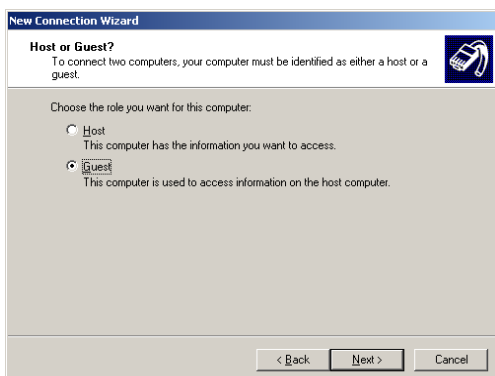 New Connection Wizard
Host or Guest?
To connect two computers, your computer must be identified as either a host or a
guest.
Choose the role you want for this computer:
Host
This computer has the information you want to access.
Guest
This computer is used to access information on the host computer.
< Back
Next >
Cancel